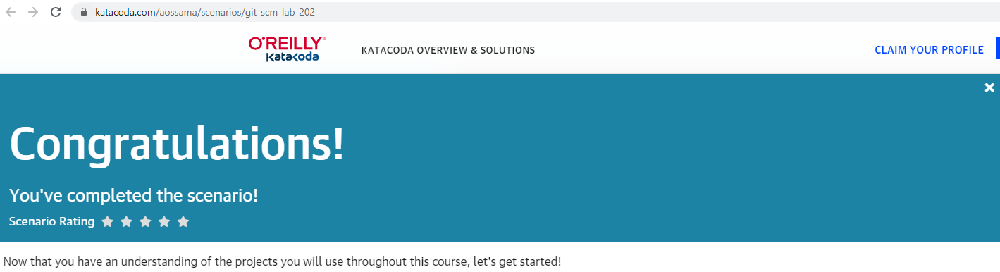 katacoda.com/aossama/scenarios/git-scm-lab-202
O'REILLY®
Katacoda
KATACODA OVERVIEW & SOLUTIONS
CLAIM YOUR PROFILE
Congratulations!
You've completed the scenario!
Scenario Rating
Now that you have an understanding of the projects you will use throughout this course, let's get started!